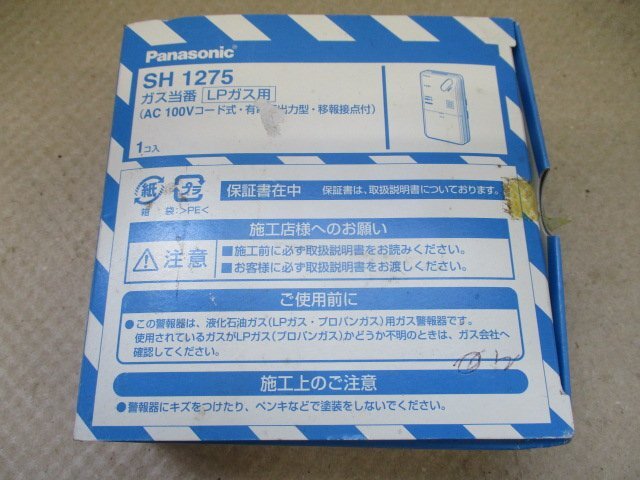 Panasonic
SH 1275
ガス当番 LPガス用
(AC 100Vコード式・有 出力型・移報接点付)
1コ入
紙 プラ
箱 袋:>PE<
保証書在中 保証書は、取扱説明書についております。
施工店様へのお願い
注意
■施工前に必ず取扱説明書をお読みください。
■お客様に必ず取扱説明書をお渡しください。
ご使用前に
●この警報器は、液化石油ガス(LPガス・プロパンガス)用ガス警報器です。
使用されているガスがLPガス(プロパンガス)かどうか不明のときは、ガス会社へ
確認してください。
施工上のご注意
●警報器にキズをつけたり、ペンキなどで塗装をしないでください。